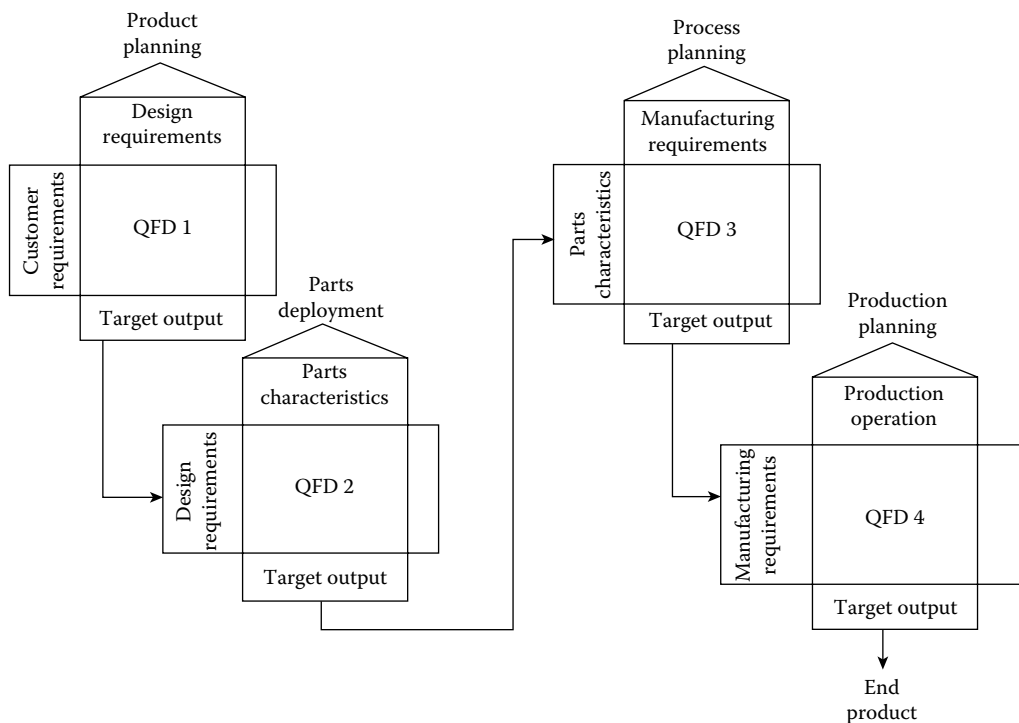 Product
planning
Design
requirements
Customer
requirements
QFD 1
Target output
Parts
deployment
Parts
characteristics
Design
requirements
QFD 2
Target output
Process
planning
Manufacturing
requirements
Parts
characteristics
QFD 3
Target output
Production
planning
Production
operation
Manufacturing
requirements
QFD 4
Target output
End
product